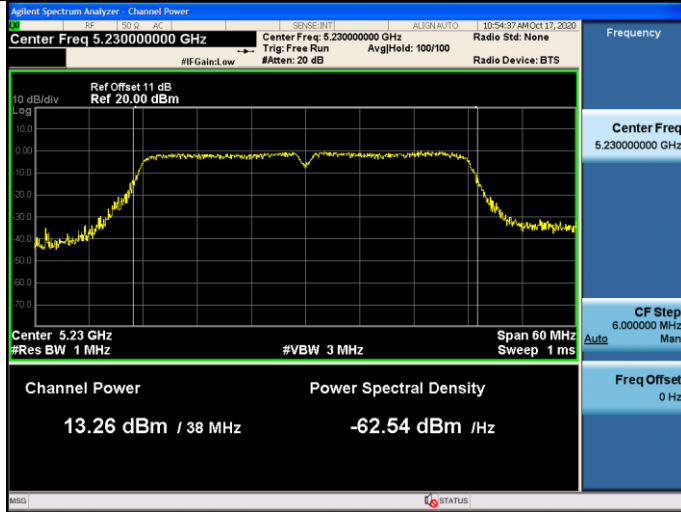 Agilent Spectrum Analyzer - Channel Power
RF 50 Ω AC SENSE:INT ALIGN AUTO 10:54:37 AM Oct 17, 2020
Center Freq 5.230000000 GHz Center Freq: 5.230000000 GHz Radio Std: None
Trig: Free Run Avg|Hold: 100/100
#IFGain:Low #Atten: 20 dB Radio Device: BTS
Ref Offset 11 dB
10 dB/div Ref 20.00 dBm
Log
10.0
0.00
-10.0
-20.0
-30.0
-40.0
-50.0
-60.0
-70.0
Center 5.23 GHz Span 60 MHz
#Res BW 1 MHz #VBW 3 MHz Sweep 1 ms
Channel Power Power Spectral Density
13.26 dBm / 38 MHz -62.54 dBm /Hz
MSG STATUS
Frequency
Center Freq
5.230000000 GHz
CF Step
6.000000 MHz
Auto Man
Freq Offset
0 Hz